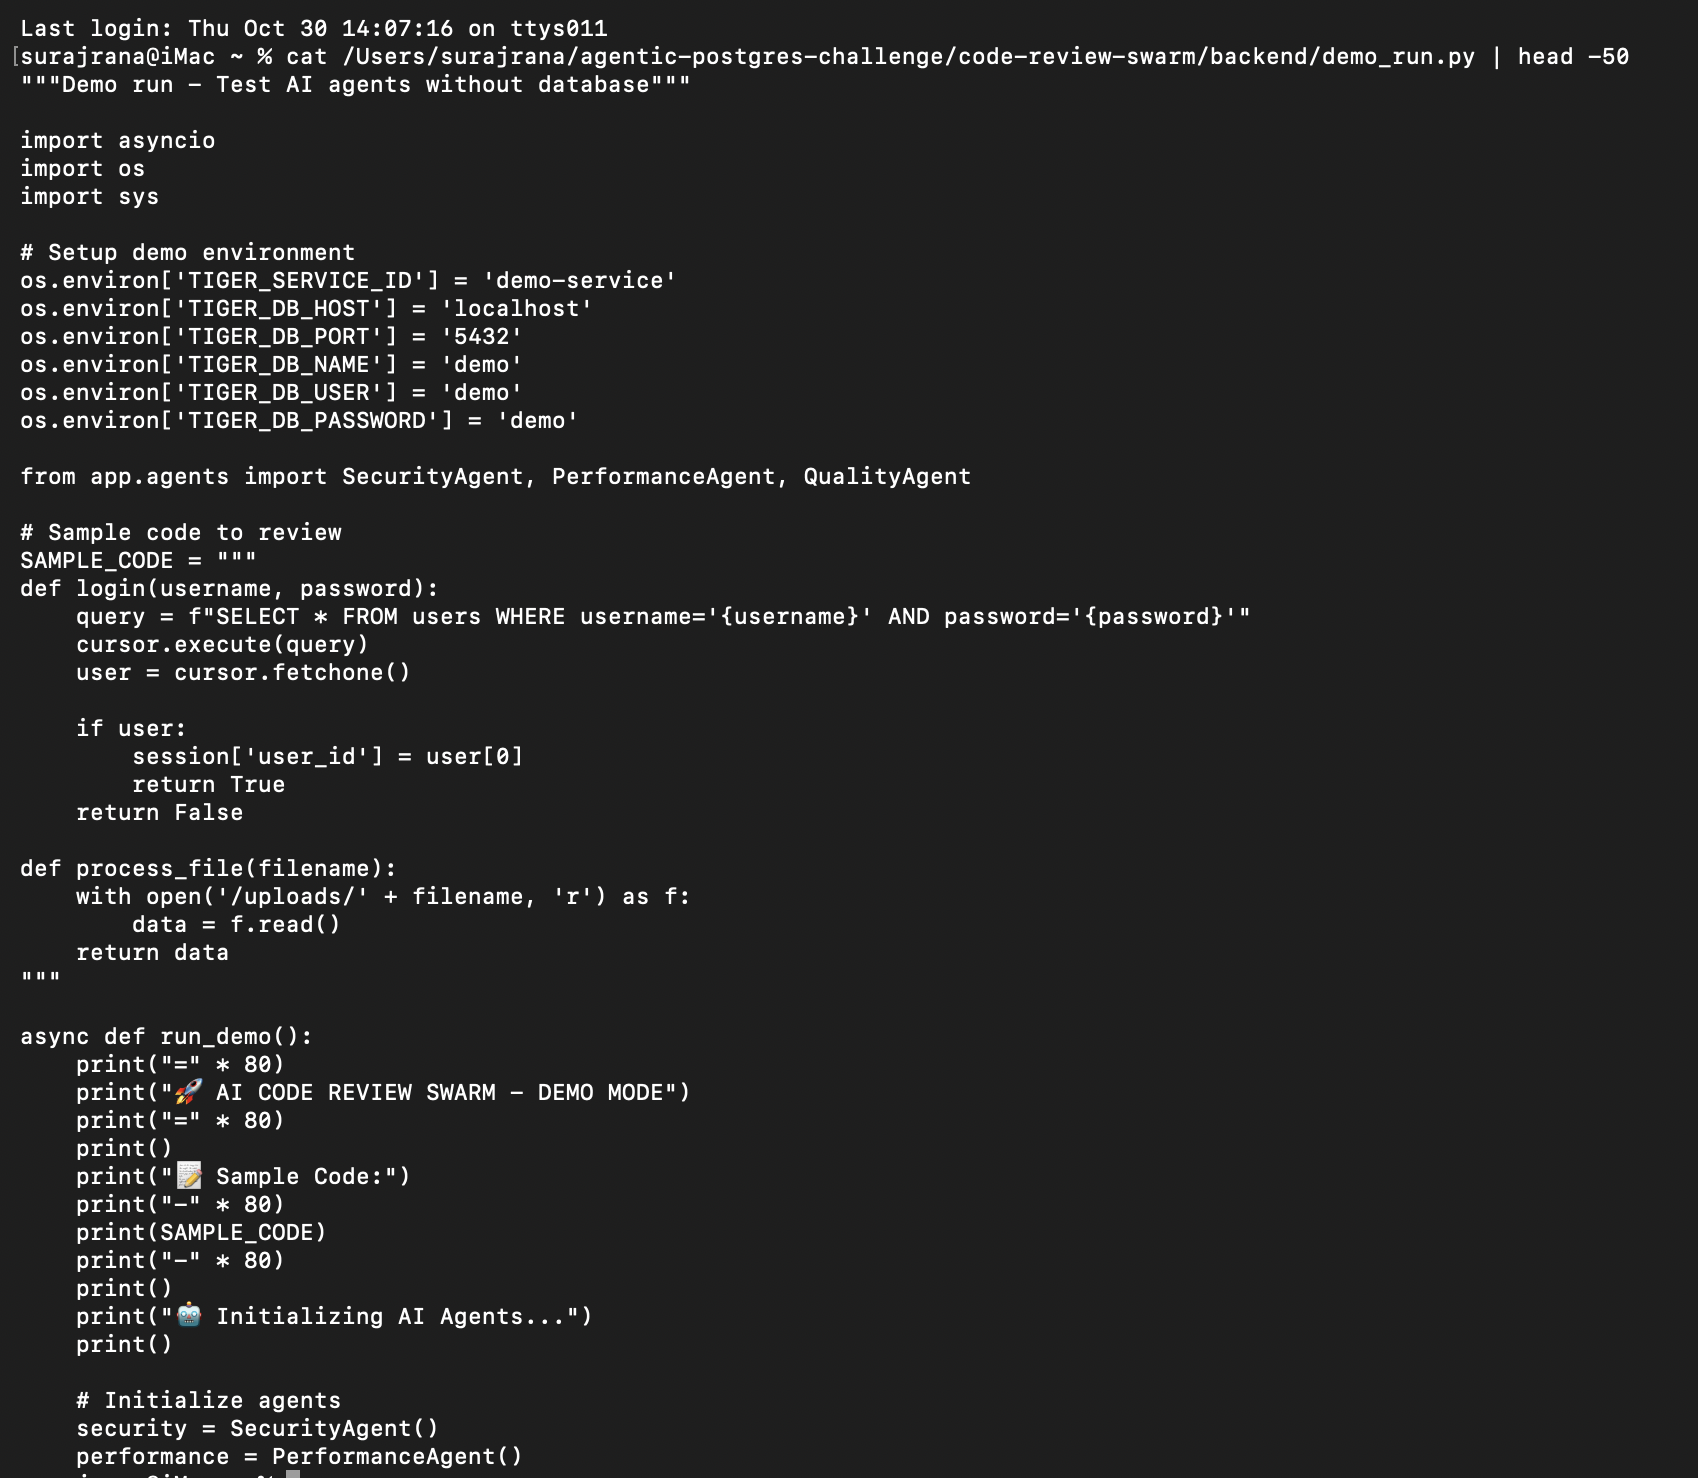 Last login: Thu Oct 30 14:07:16 on ttys011
[surajrana@iMac ~ % cat /Users/surajrana/agentic-postgres-challenge/code-review-swarm/backend/demo_run.py | head -50
"""Demo run - Test AI agents without database"""

import asyncio
import os
import sys

# Setup demo environment
os.environ['TIGER_SERVICE_ID'] = 'demo-service'
os.environ['TIGER_DB_HOST'] = 'localhost'
os.environ['TIGER_DB_PORT'] = '5432'
os.environ['TIGER_DB_NAME'] = 'demo'
os.environ['TIGER_DB_USER'] = 'demo'
os.environ['TIGER_DB_PASSWORD'] = 'demo'

from app.agents import SecurityAgent, PerformanceAgent, QualityAgent

# Sample code to review
SAMPLE_CODE = """
def login(username, password):
    query = f"SELECT * FROM users WHERE username='{username}' AND password='{password}'"
    cursor.execute(query)
    user = cursor.fetchone()

    if user:
        session['user_id'] = user[0]
        return True
    return False

def process_file(filename):
    with open('/uploads/' + filename, 'r') as f:
        data = f.read()
    return data
"""

async def run_demo():
    print("=" * 80)
    print("🚀 AI CODE REVIEW SWARM - DEMO MODE")
    print("=" * 80)
    print()
    print("📝 Sample Code:")
    print("-" * 80)
    print(SAMPLE_CODE)
    print("-" * 80)
    print()
    print("🤖 Initializing AI Agents...")
    print()

    # Initialize agents
    security = SecurityAgent()
    performance = PerformanceAgent()